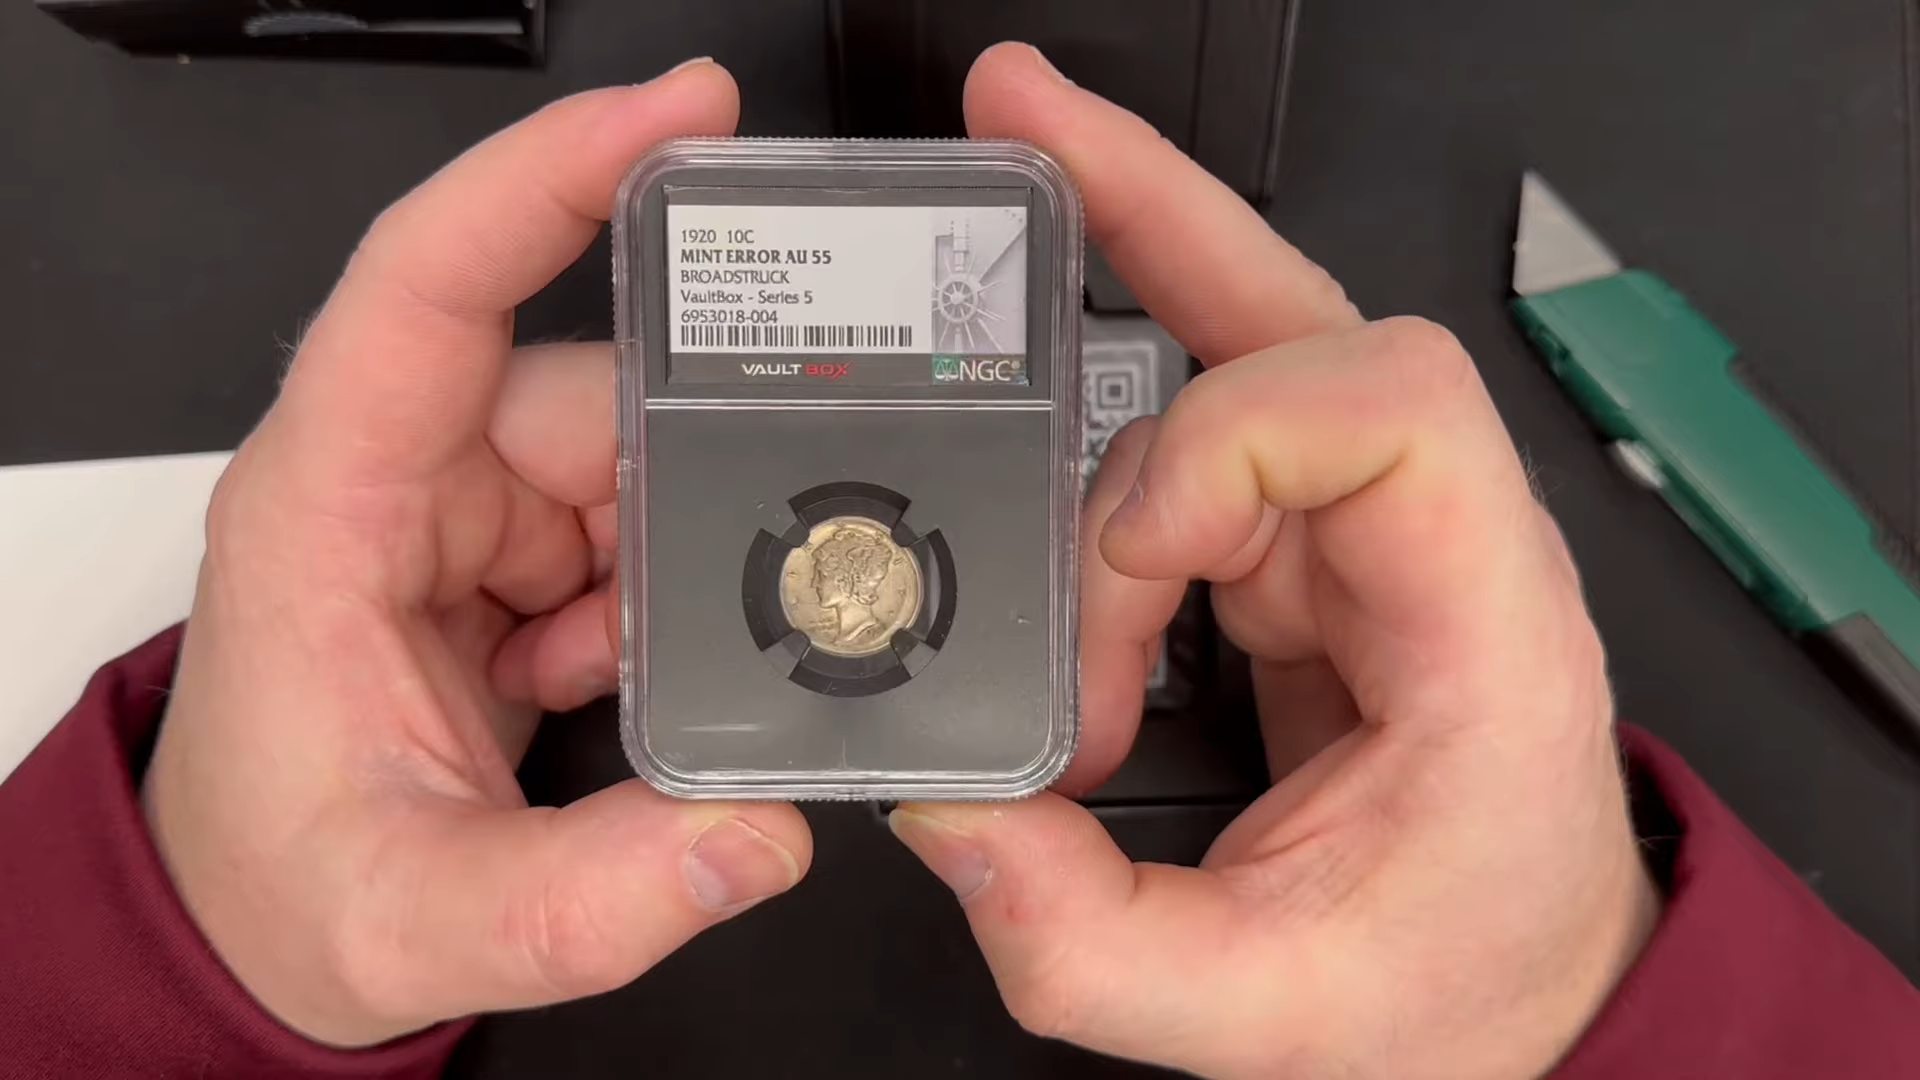 1920 10C
MINT ERROR AU 55
BROADSTRUCK
VaultBox - Series 5
6953018-004
VAULT BOX
NGC